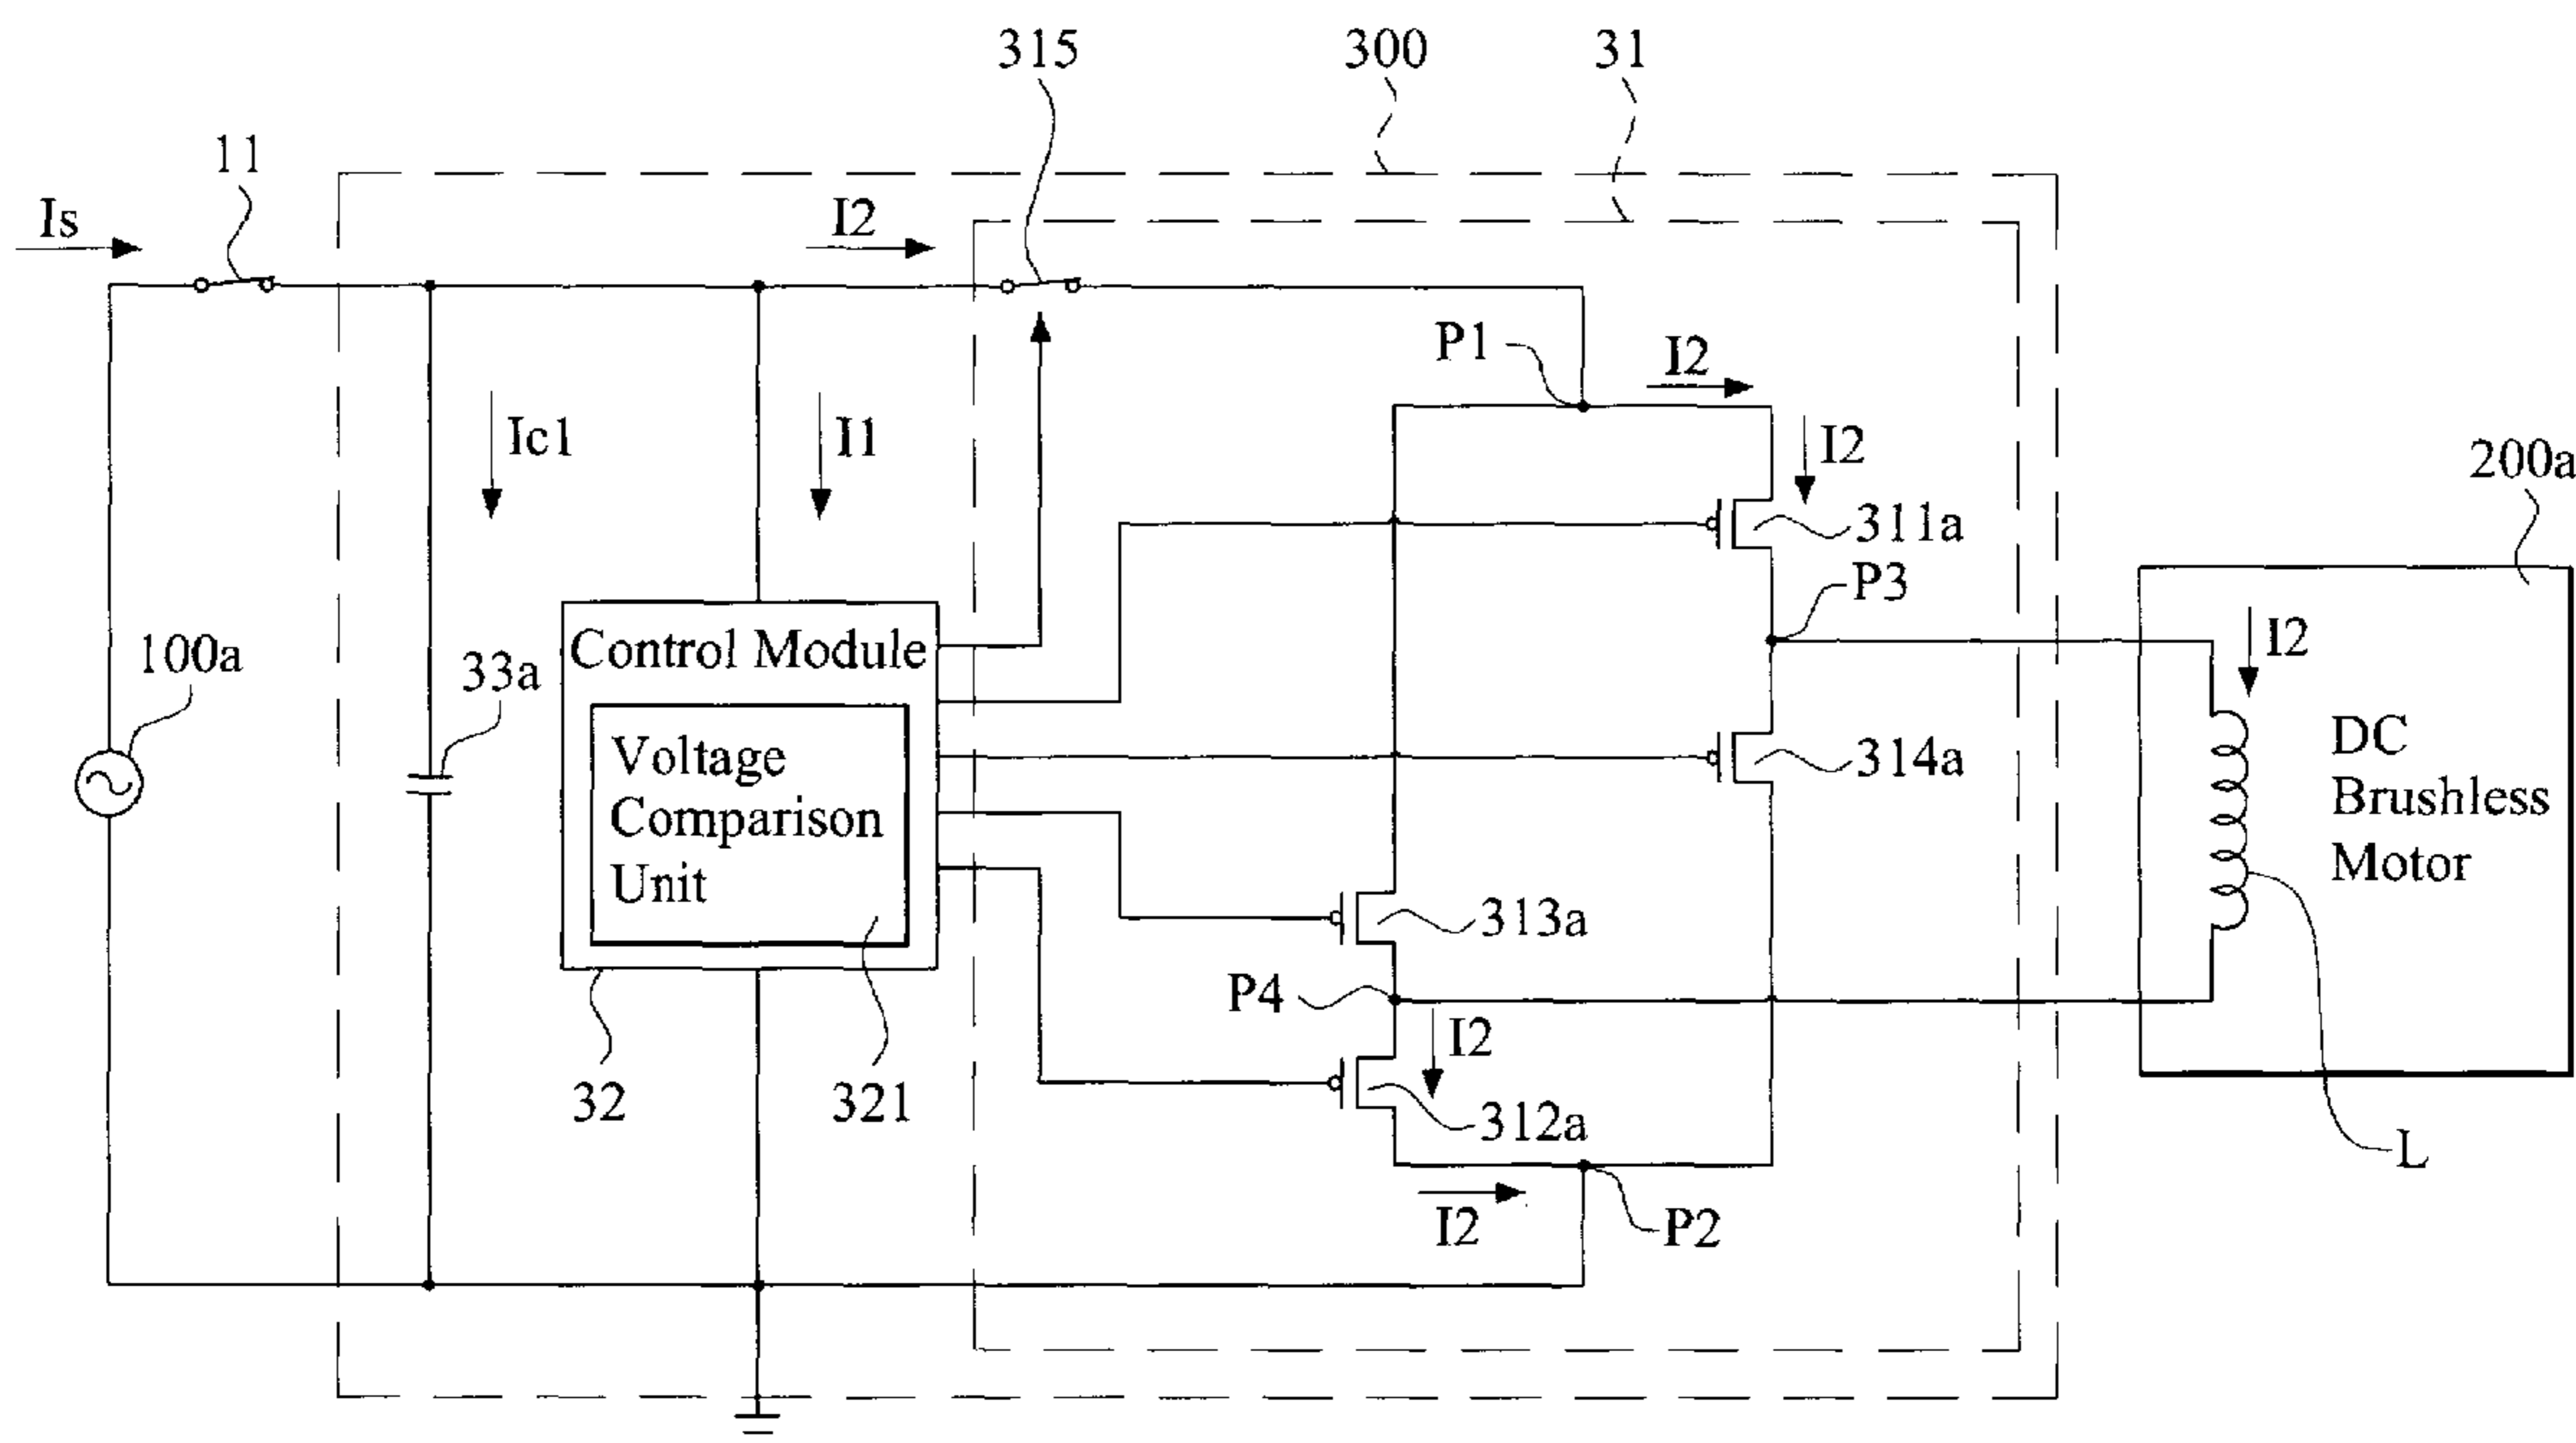 315
300
31
11
Is
I2
P1
I2
Ic1
I1
I2
200a
311a
P3
Control Module
100a
33a
I2
Voltage
Comparison
Unit
314a
DC
Brushless
Motor
313a
P4
I2
32
321
312a
L
I2
P2